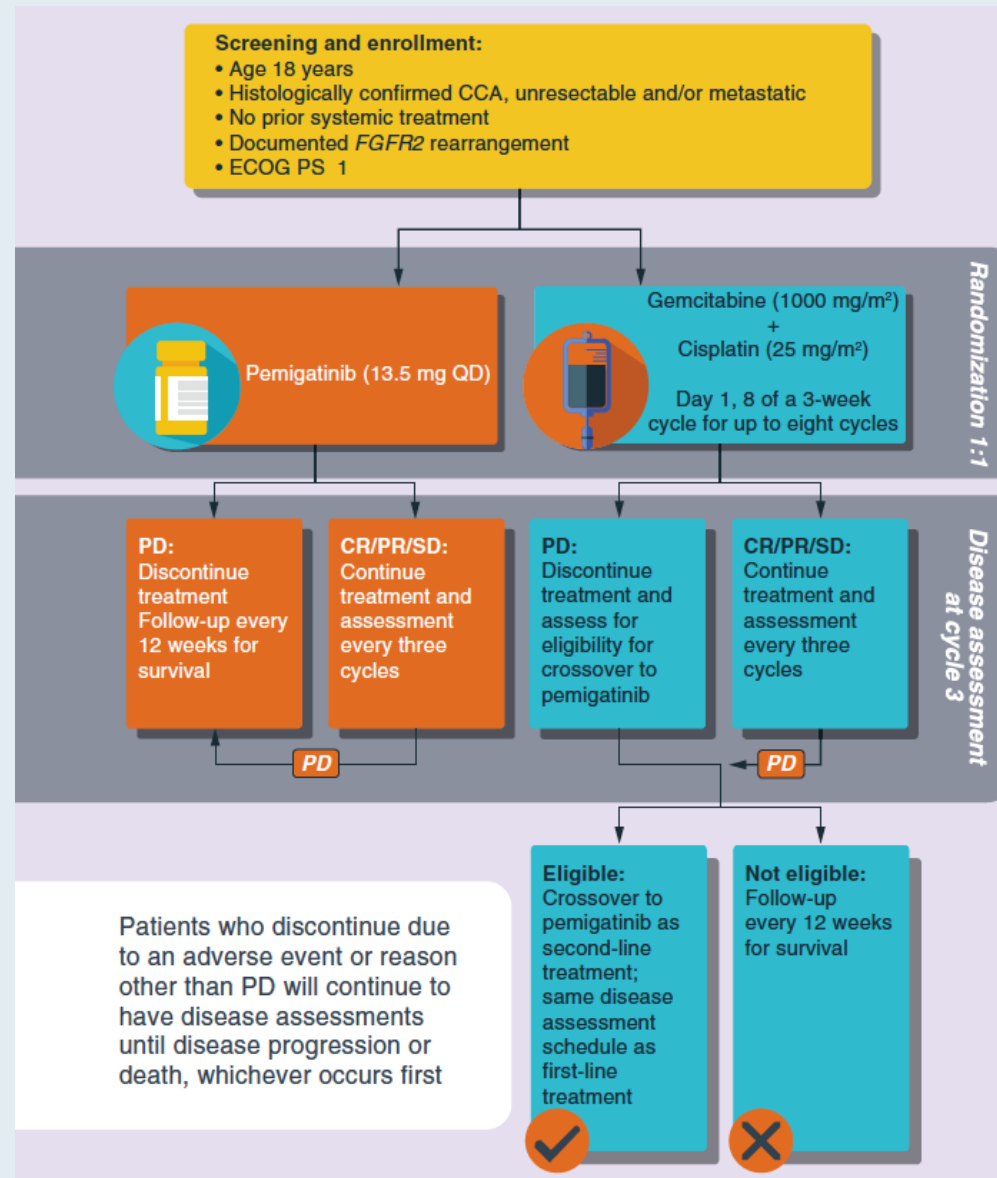 Screening and enrollment:
• Age 18 years
• Histologically confirmed CCA, unresectable and/or metastatic
• No prior systemic treatment
• Documented FGFR2 rearrangement
• ECOG PS  1
Randomization 1:1
Pemigatinib (13.5 mg QD)
Gemcitabine (1000 mg/m²)
+
Cisplatin (25 mg/m²)
Day 1, 8 of a 3-week
cycle for up to eight cycles
Disease assessment
at cycle 3
PD:
Discontinue
treatment
Follow-up every
12 weeks for
survival
CR/PR/SD:
Continue
treatment and
assessment
every three
cycles
PD
PD:
Discontinue
treatment and
assess for
eligibility for
crossover to
pemigatinib
CR/PR/SD:
Continue
treatment and
assessment
every three
cycles
PD
Eligible:
Crossover to
pemigatinib as
second-line
treatment;
same disease
assessment
schedule as
first-line
treatment
Not eligible:
Follow-up
every 12 weeks
for survival
Patients who discontinue due
to an adverse event or reason
other than PD will continue to
have disease assessments
until disease progression or
death, whichever occurs first